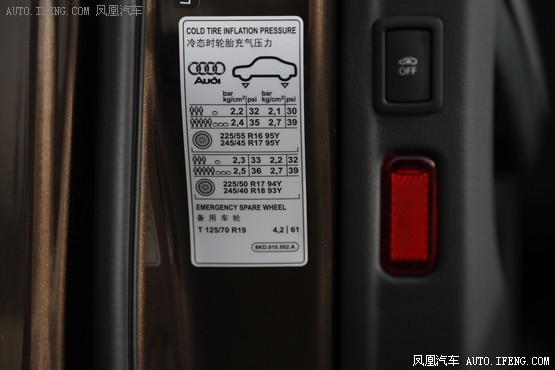 AUTO.IFENG.COM 凤凰汽车
COLD TIRE INFLATION PRESSURE
冷态时轮胎充气压力
Audi
bar kg/cm² psi bar kg/cm² psi
2,2 32 2,1 30
2,4 35 2,7 39
225/55 R16 95Y
245/45 R17 95Y
2,3 33 2,2 32
2,5 36 2,7 39
225/50 R17 94Y
245/40 R18 93Y
EMERGENCY SPARE WHEEL
备用车轮
T 125/70 R19 4,2 61
8KD.010.502.A
OFF
凤凰汽车 AUTO.IFENG.COM